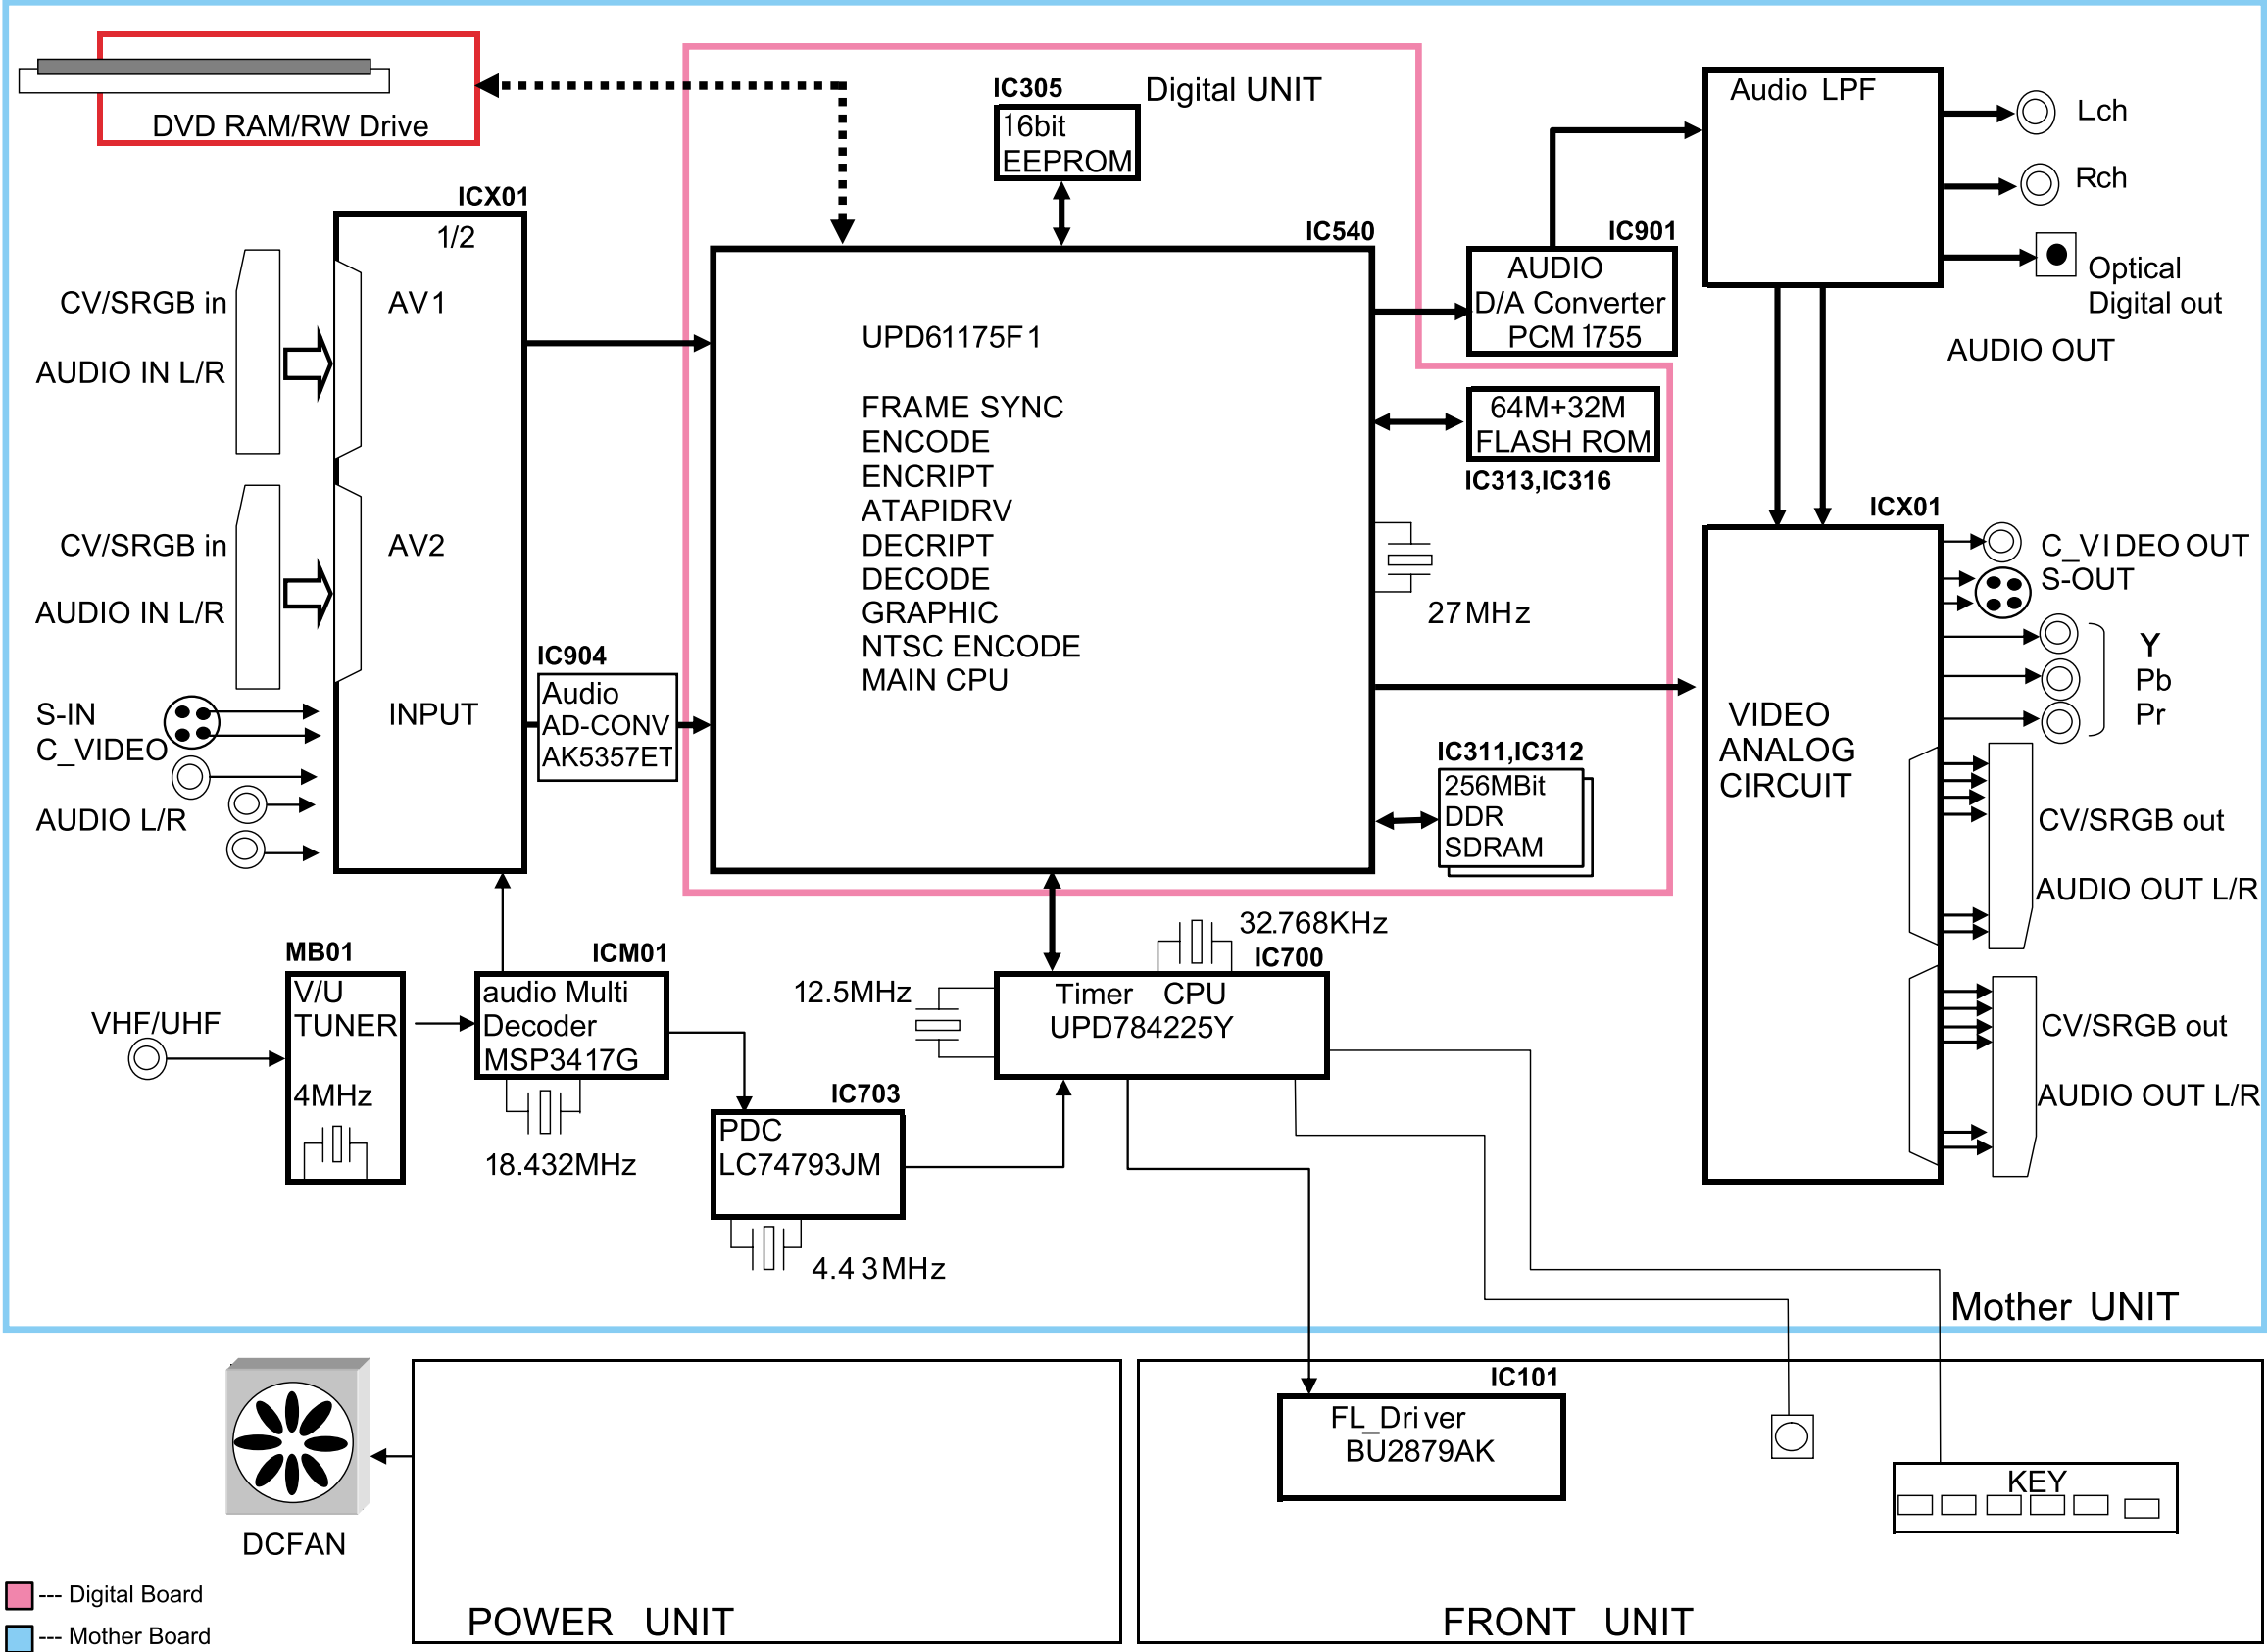 DVD RAM/RW Drive
IC305
Digital UNIT
16bit
EEPROM
Audio LPF
Lch
Rch
Optical
Digital out
AUDIO OUT
ICX01
1/2
AV1
AV2
INPUT
CV/SRGB in
AUDIO IN L/R
CV/SRGB in
AUDIO IN L/R
S-IN
C_VIDEO
AUDIO L/R
IC904
Audio
AD-CONV
AK5357ET
IC540
UPD61175F1
FRAME SYNC
ENCODE
ENCRIPT
ATAPIDRV
DECRIPT
DECODE
GRAPHIC
NTSC ENCODE
MAIN CPU
IC901
AUDIO
D/A Converter
PCM 1755
64M+32M
FLASH ROM
IC313,IC316
27MHz
IC311,IC312
256MBit
DDR
SDRAM
ICX01
VIDEO
ANALOG
CIRCUIT
C_VIDEO OUT
S-OUT
Y
Pb
Pr
CV/SRGB out
AUDIO OUT L/R
CV/SRGB out
AUDIO OUT L/R
VHF/UHF
MB01
V/U
TUNER
4MHz
ICM01
audio Multi
Decoder
MSP3417G
18.432MHz
IC703
PDC
LC74793JM
4.43MHz
12.5MHz
32.768KHz
IC700
Timer CPU
UPD784225Y
Mother UNIT
DCFAN
POWER UNIT
IC101
FL_Driver
BU2879AK
KEY
FRONT UNIT
--- Digital Board
--- Mother Board